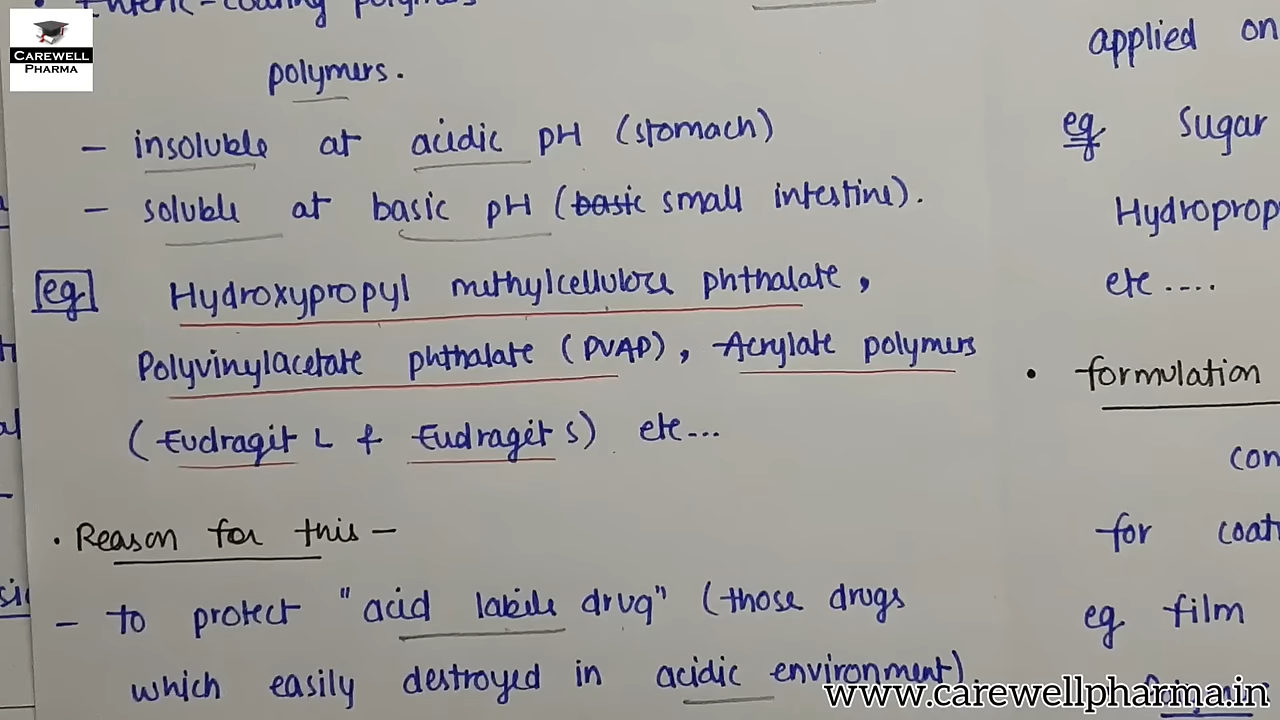 CAREWELL
PHARMA
• Enteric-coating polymers
polymers.
- insoluble at acidic pH (stomach)
- soluble at basic pH (basic small intestine).
eg Hydroxypropyl methylcellulose phthalate,
Polyvinylacetate phthalate (PVAP), Acrylate polymers
(Eudragit L & Eudragit S) etc...
• Reason for this -
- to protect "acid labile drug" (those drugs
which easily destroyed in acidic environment).
applied on
eg Sugar
Hydroprop
etc....
• formulation
con
for coat
eg film
www.carewellpharma.in